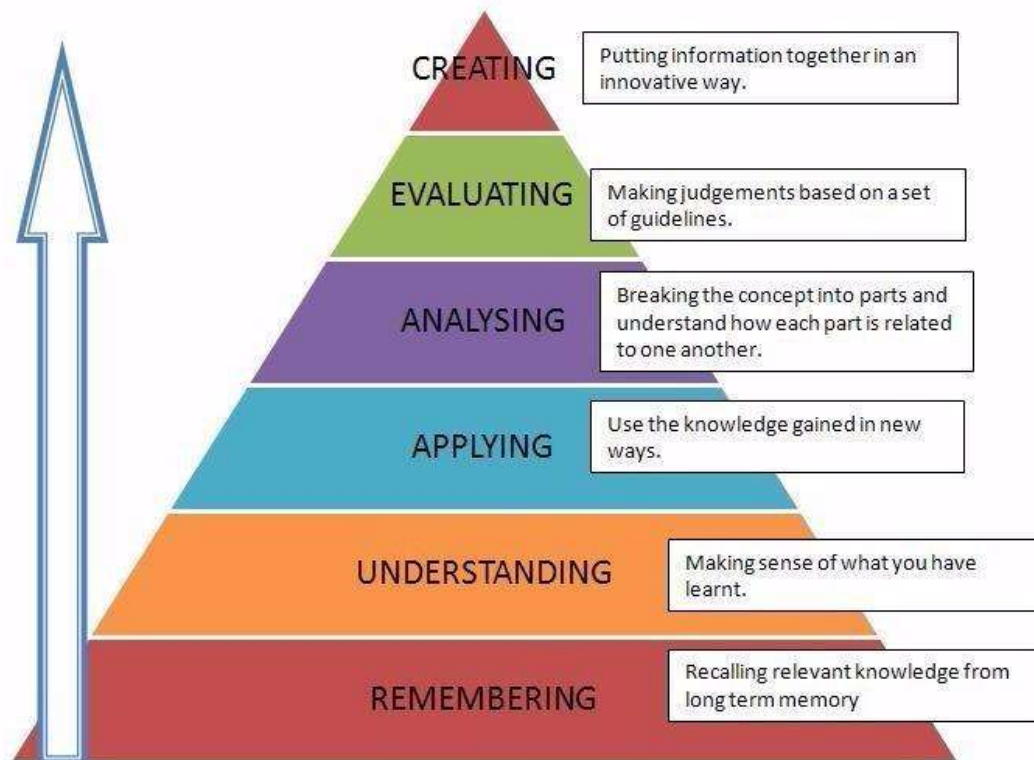 CREATING
Putting information together in an
innovative way.
EVALUATING
Making judgements based on a set
of guidelines.
ANALYSING
Breaking the concept into parts and
understand how each part is related
to one another.
APPLYING
Use the knowledge gained in new
ways.
UNDERSTANDING
Making sense of what you have
learnt.
REMEMBERING
Recalling relevant knowledge from
long term memory